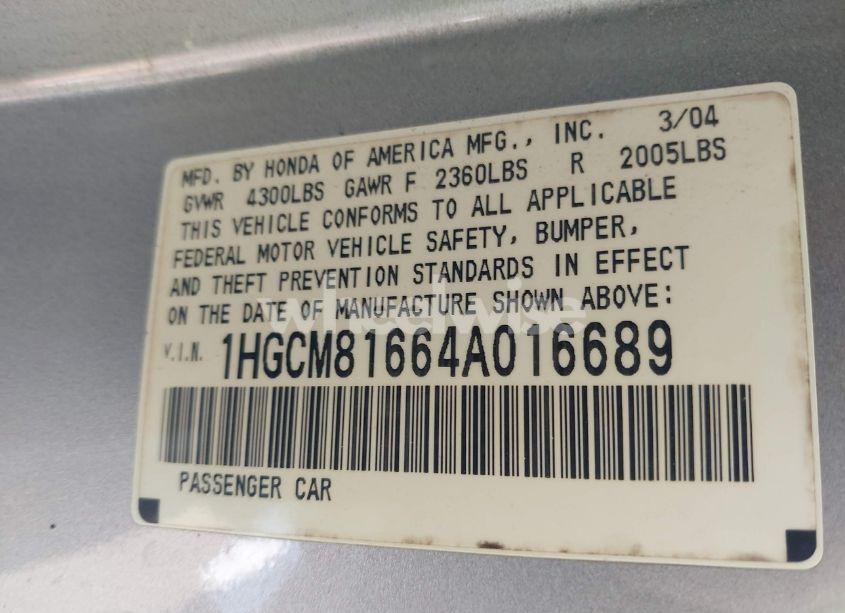 MFD. BY HONDA OF AMERICA MFG., INC. 3/04
GVWR 4300LBS GAWR F 2360LBS R 2005LBS
THIS VEHICLE CONFORMS TO ALL APPLICABLE
FEDERAL MOTOR VEHICLE SAFETY, BUMPER,
AND THEFT PREVENTION STANDARDS IN EFFECT
ON THE DATE OF MANUFACTURE SHOWN ABOVE:
wheelwise
V.I.N. 1HGCM81664A016689
PASSENGER CAR